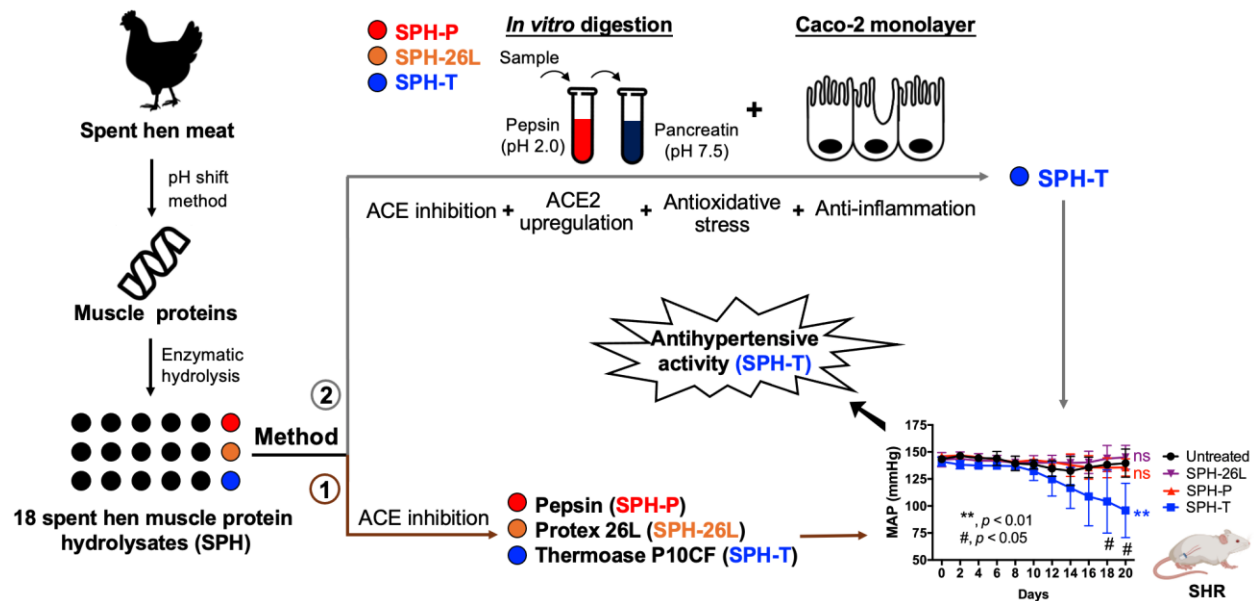 Spent hen meat
pH shift
method
Muscle proteins
Enzymatic
hydrolysis
18 spent hen muscle protein
hydrolysates (SPH)
Method
2
1
SPH-P
SPH-26L
SPH-T
In vitro digestion
Sample
Pepsin
(pH 2.0)
Pancreatin
(pH 7.5)
+
Caco-2 monolayer
ACE inhibition + ACE2 upregulation + Antioxidative stress + Anti-inflammation
SPH-T
Antihypertensive
activity (SPH-T)
ACE inhibition
Pepsin (SPH-P)
Protex 26L (SPH-26L)
Thermoase P10CF (SPH-T)
MAP (mmHg)
175
150
125
100
75
50
0 2 4 6 8 10 12 14 16 18 20
Days
**, p < 0.01
#, p < 0.05
ns
ns
**
# #
Untreated
SPH-26L
SPH-P
SPH-T
SHR